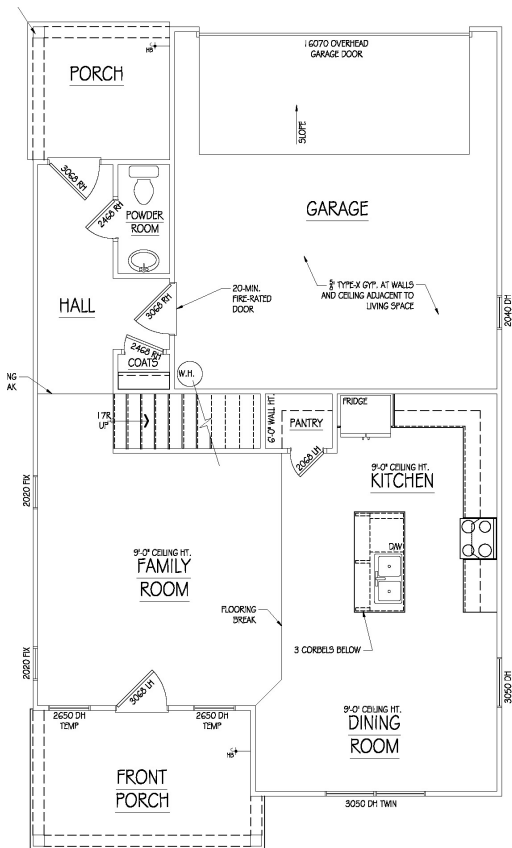 16070 OVERHEAD
GARAGE DOOR
HB
PORCH
SLOPE
3068 RH
2468 RH
POWDER
ROOM
GARAGE
HALL
3068 RH
20-MIN.
FIRE-RATED
DOOR
5/8" TYPE-X GYP. AT WALLS
AND CEILING ADJACENT TO
LIVING SPACE
2040 DH
2468 RH
COATS
W.H.
NG
AK
17R
UP
6'-0" WALL HT.
PANTRY
FRIDGE
2068 LH
9'-0" CEILING HT.
KITCHEN
2020 FIX
D/W
9'-0" CEILING HT.
FAMILY
ROOM
FLOORING
BREAK
3 CORBELS BELOW
2020 FIX
3068 LH
3050 DH
2650 DH
TEMP
2650 DH
TEMP
9'-0" CEILING HT.
DINING
ROOM
HB
FRONT
PORCH
3050 DH TWIN